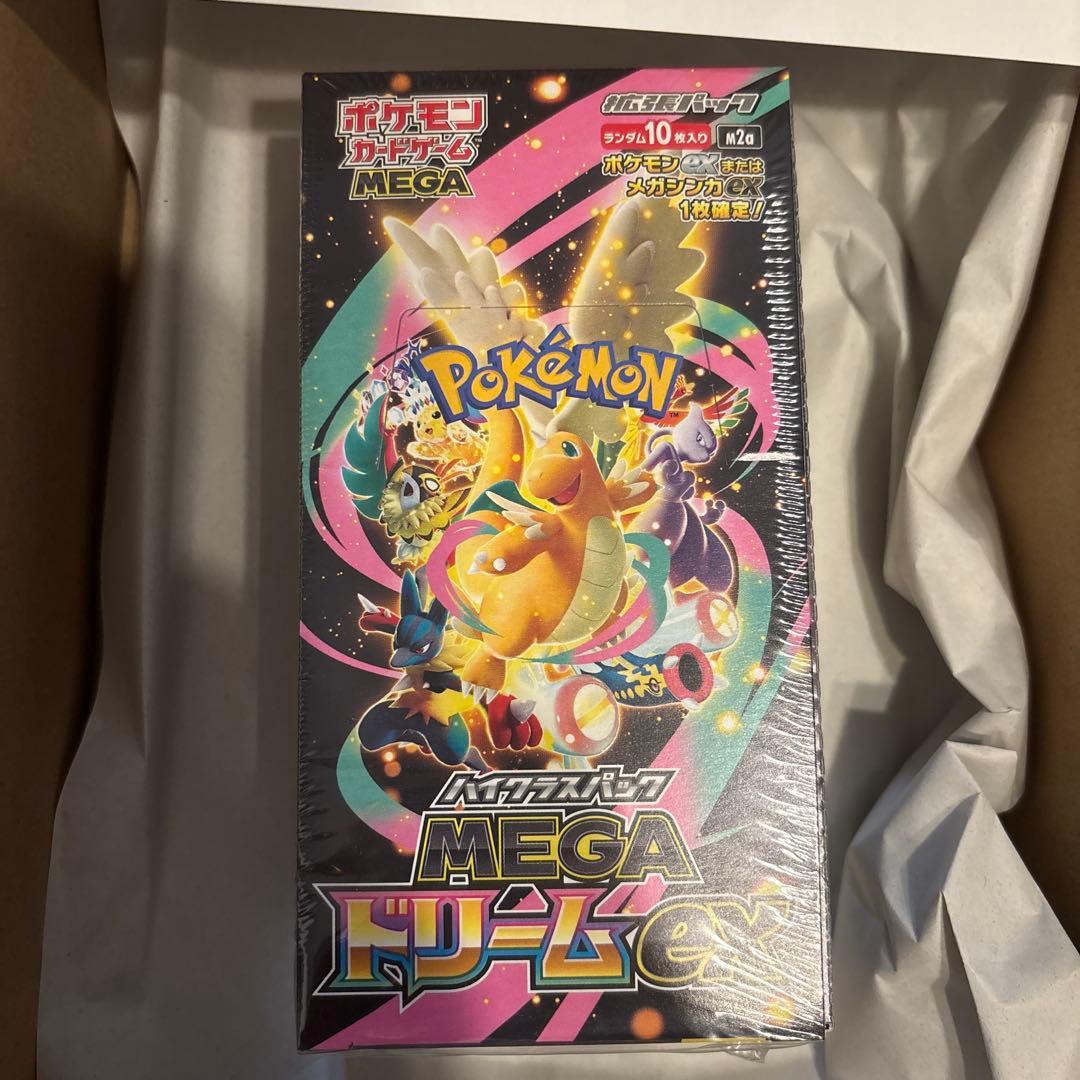 ポケモン
カードゲーム™
MEGA
拡張パック
ランダム10枚入り M2a
ポケモンexまたは
メガシンカex
1枚確定!
POKéMON™
ハイクラスパック
MEGA
ドリームex